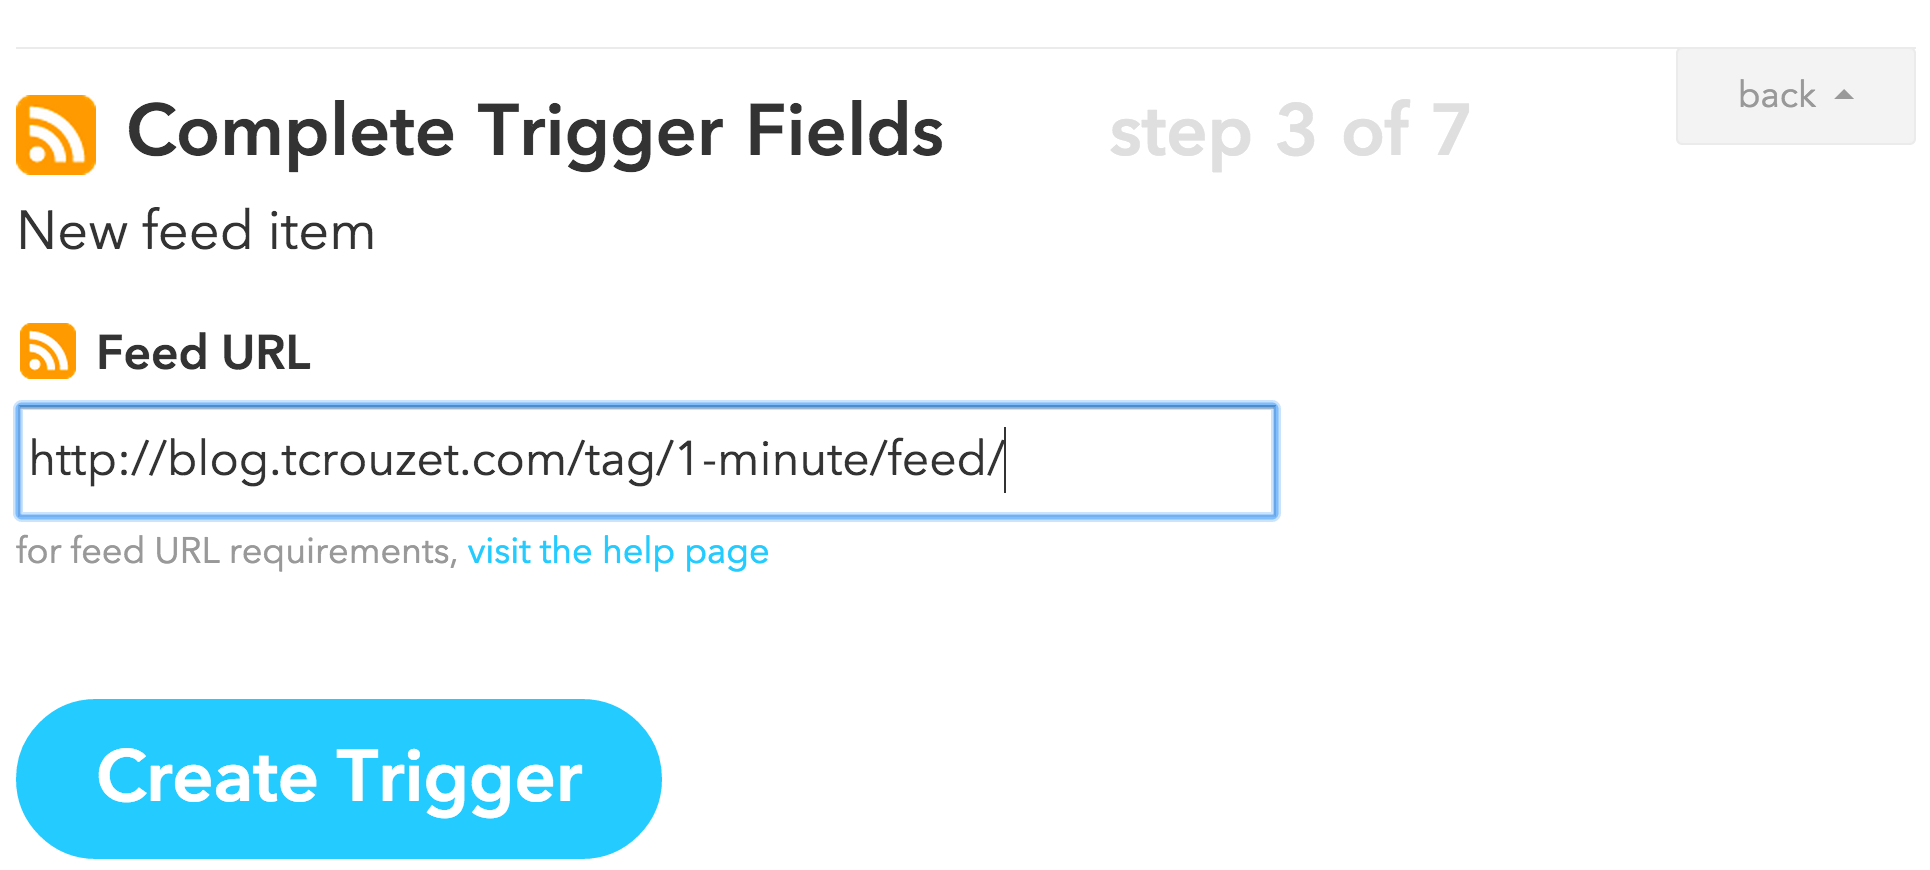 back
Complete Trigger Fields step 3 of 7
New feed item
Feed URL
http://blog.tcrouzet.com/tag/1-minute/feed/
for feed URL requirements, visit the help page
Create Trigger